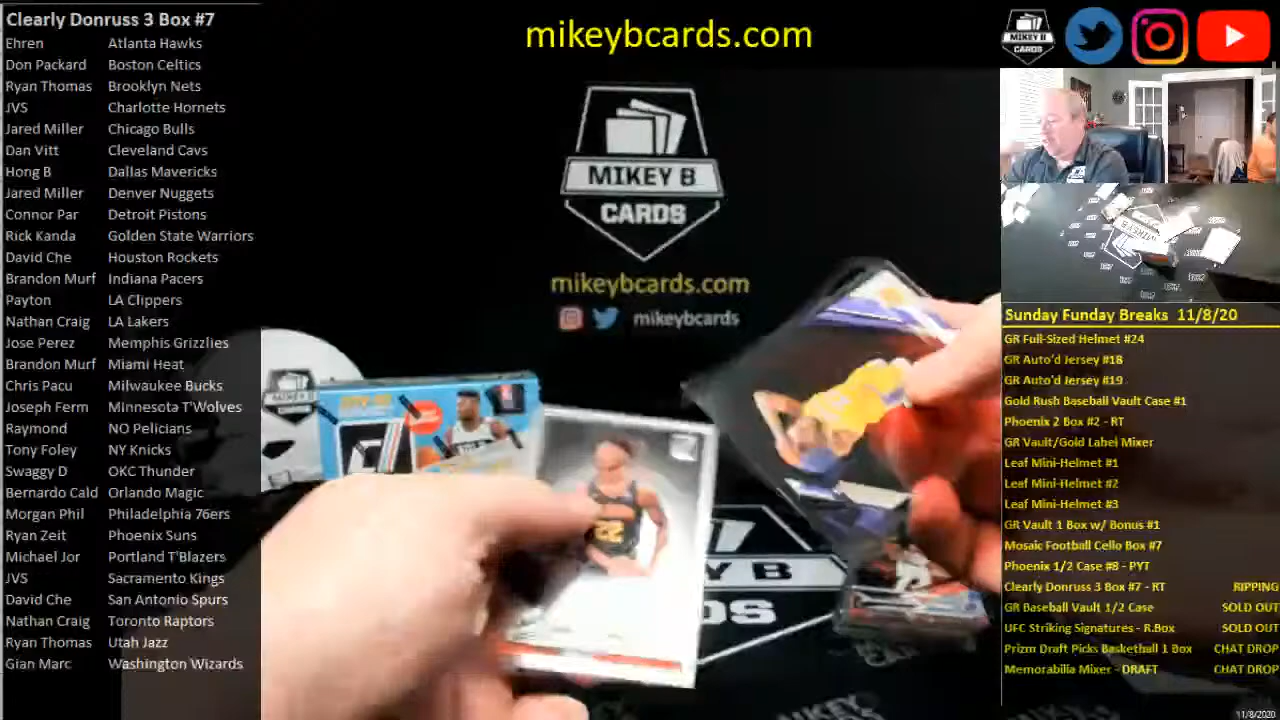 Clearly Donruss 3 Box #7
Ehren Atlanta Hawks
Don Packard Boston Celtics
Ryan Thomas Brooklyn Nets
JVS Charlotte Hornets
Jared Miller Chicago Bulls
Dan Vitt Cleveland Cavs
Hong B Dallas Mavericks
Jared Miller Denver Nuggets
Connor Par Detroit Pistons
Rick Kanda Golden State Warriors
David Che Houston Rockets
Brandon Murf Indiana Pacers
Payton LA Clippers
Nathan Craig LA Lakers
Jose Perez Memphis Grizzlies
Brandon Murf Miami Heat
Chris Pacu Milwaukee Bucks
Joseph Ferm Minnesota T'Wolves
Raymond NO Pelicians
Tony Foley NY Knicks
Swaggy D OKC Thunder
Bernardo Cald Orlando Magic
Morgan Phil Philadelphia 76ers
Ryan Zeit Phoenix Suns
Michael Jor Portland T'Blazers
JVS Sacramento Kings
David Che San Antonio Spurs
Nathan Craig Toronto Raptors
Ryan Thomas Utah Jazz
Gian Marc Washington Wizards
mikeybcards.com
MIKEY B
CARDS
mikeybcards.com
mikeybcards
22
Y B
DS
MIKEY B
CARDS
Sunday Funday Breaks 11/8/20
GR Full-Sized Helmet #24
GR Auto'd Jersey #18
GR Auto'd Jersey #19
Gold Rush Baseball Vault Case #1
Phoenix 2 Box #2 - RT
GR Vault/Gold Label Mixer
Leaf Mini-Helmet #1
Leaf Mini-Helmet #2
Leaf Mini-Helmet #3
GR Vault 1 Box w/ Bonus #1
Mosaic Football Cello Box #7
Phoenix 1/2 Case #8 - PYT
Clearly Donruss 3 Box #7 - RT RIPPING
GR Baseball Vault 1/2 Case SOLD OUT
UFC Striking Signatures - R.Box SOLD OUT
Prizm Draft Picks Basketball 1 Box CHAT DROP
Memorabilia Mixer - DRAFT CHAT DROP
11/8/2020